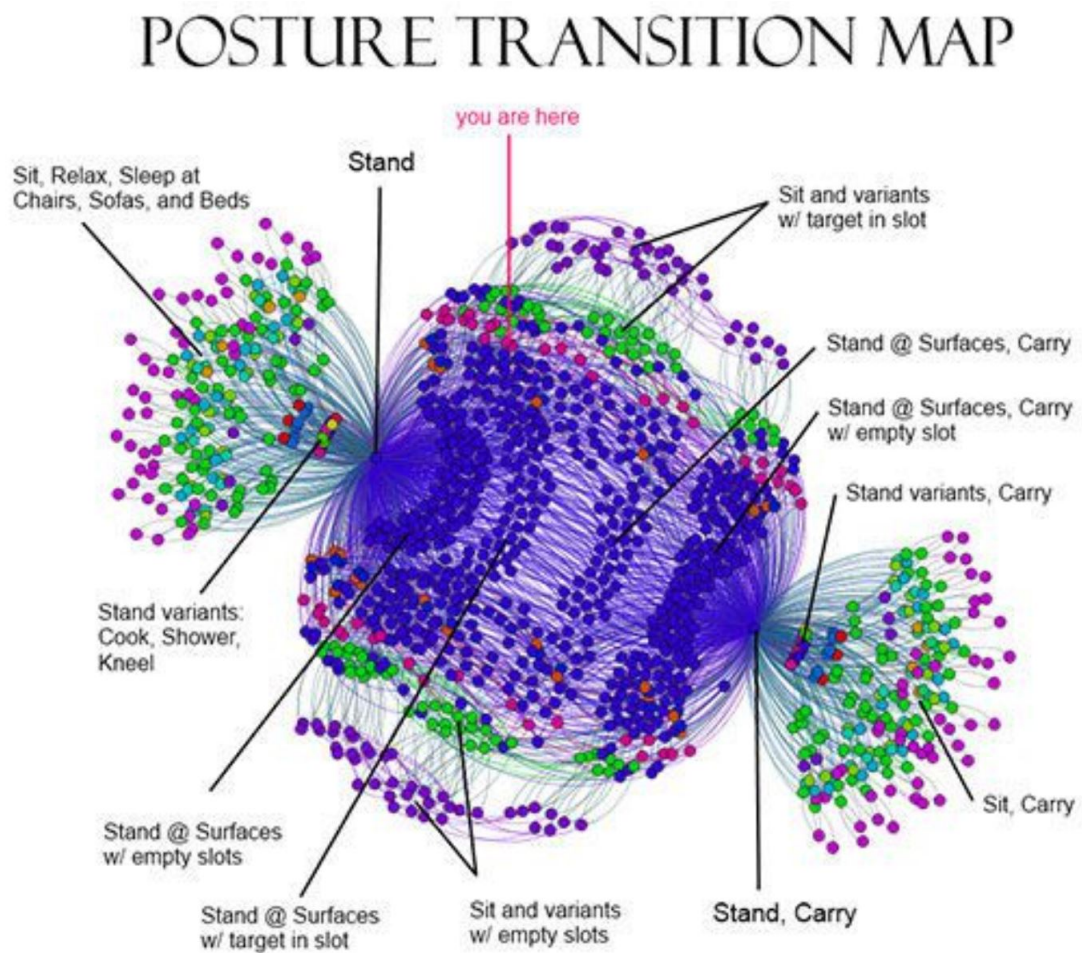 POSTURE TRANSITION MAP
you are here
Stand
Sit, Relax, Sleep at
Chairs, Sofas, and Beds
Sit and variants
w/ target in slot
Stand @ Surfaces, Carry
Stand @ Surfaces, Carry
w/ empty slot
Stand variants, Carry
Stand variants:
Cook, Shower,
Kneel
Sit, Carry
Stand @ Surfaces
w/ empty slots
Stand @ Surfaces
w/ target in slot
Sit and variants
w/ empty slots
Stand, Carry